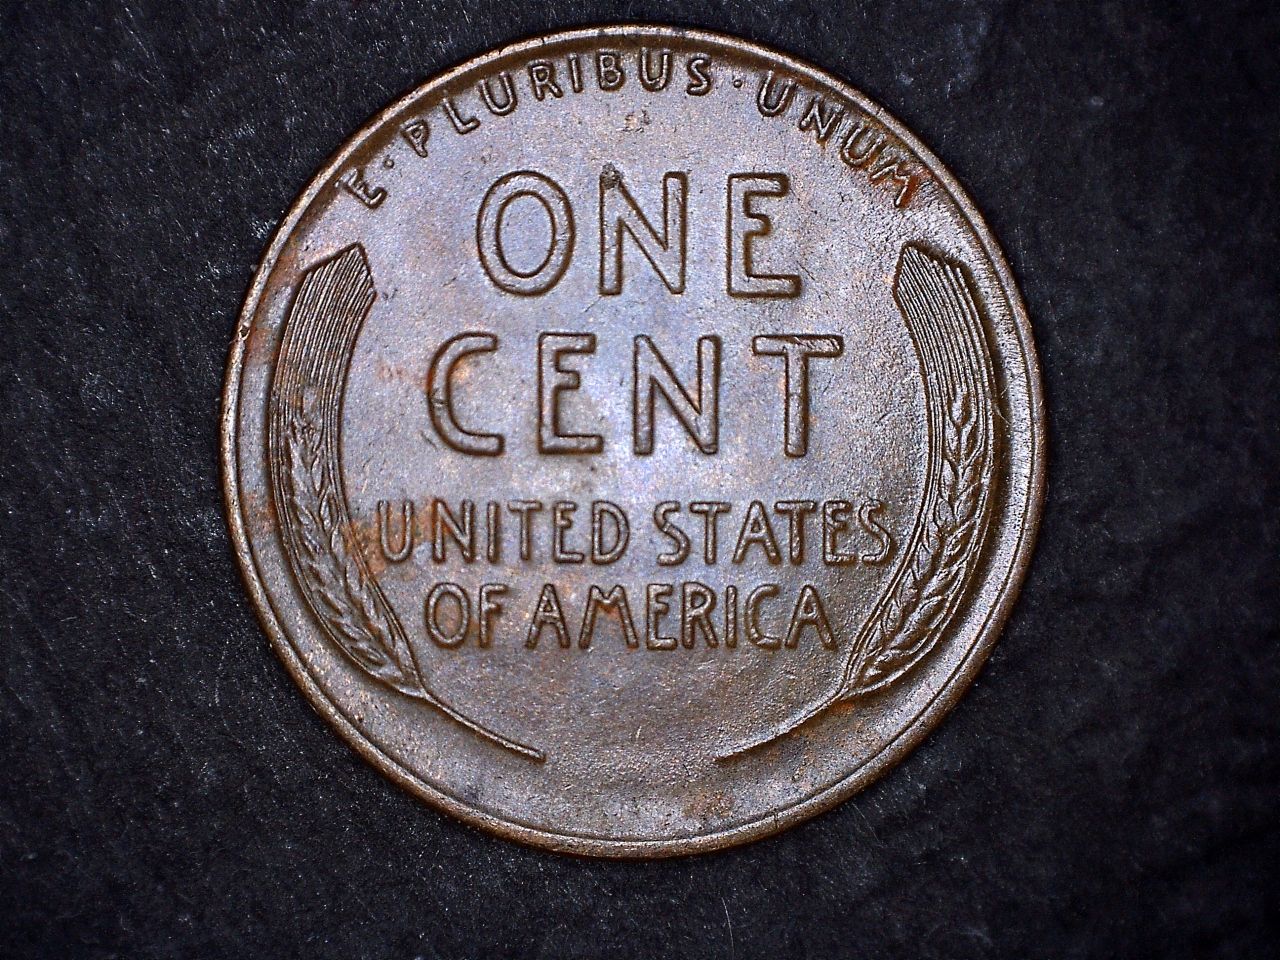 E · PLURIBUS · UNUM
ONE
CENT
UNITED STATES
OF AMERICA